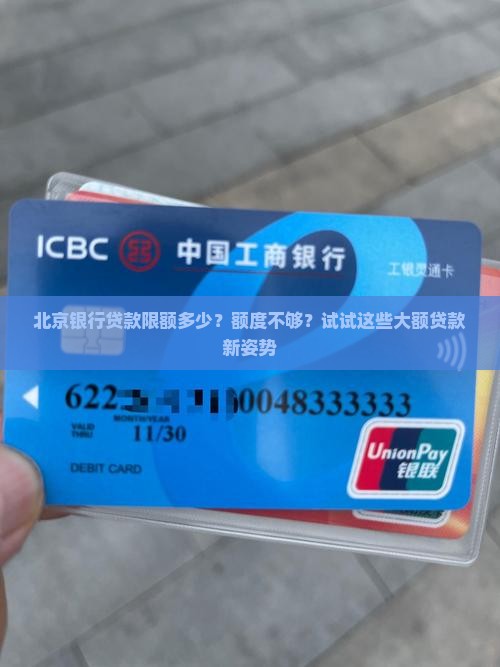 ICBC 中国工商银行
工银灵通卡
北京银行贷款限额多少？额度不够？试试这些大额贷款
新姿势
622 0048333333
MONTH/YEAR
VALID
THRU 11/30
DEBIT CARD
UnionPay
银联